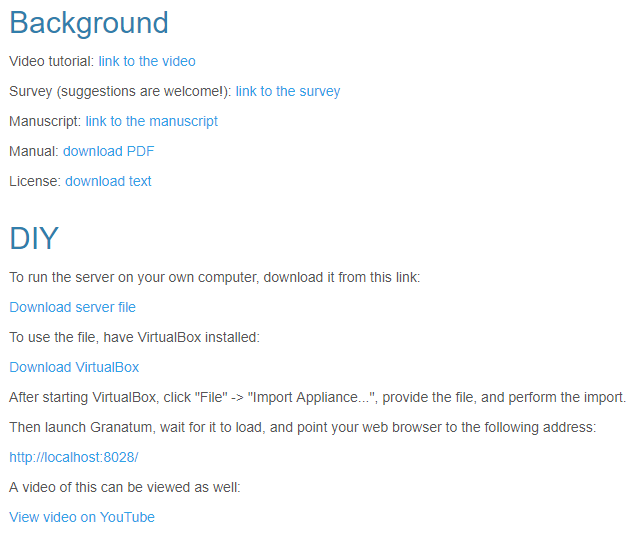 Background
Video tutorial: link to the video
Survey (suggestions are welcome!): link to the survey
Manuscript: link to the manuscript
Manual: download PDF
License: download text
DIY
To run the server on your own computer, download it from this link:
Download server file
To use the file, have VirtualBox installed:
Download VirtualBox
After starting VirtualBox, click "File" -> "Import Appliance...", provide the file, and perform the import.
Then launch Granatum, wait for it to load, and point your web browser to the following address:
http://localhost:8028/
A video of this can be viewed as well:
View video on YouTube